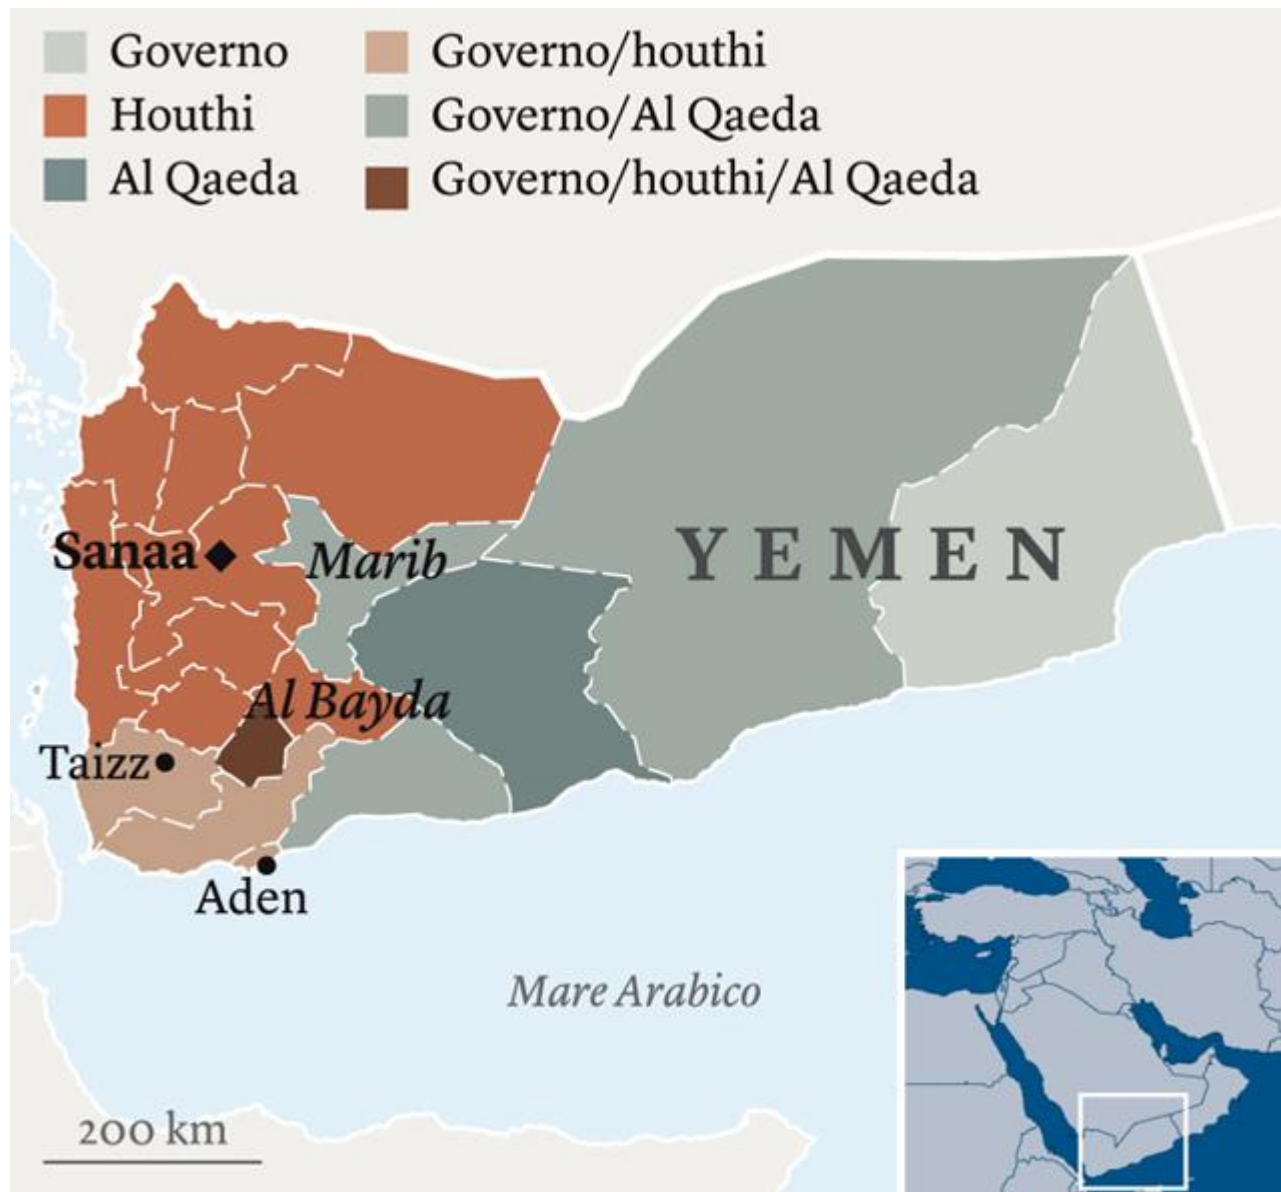 Governo
Houthi
Al Qaeda
Governo/houthi
Governo/Al Qaeda
Governo/houthi/Al Qaeda
YEMEN
Sanaa
Marib
Al Bayda
Taizz
Aden
Mare Arabico
200 km